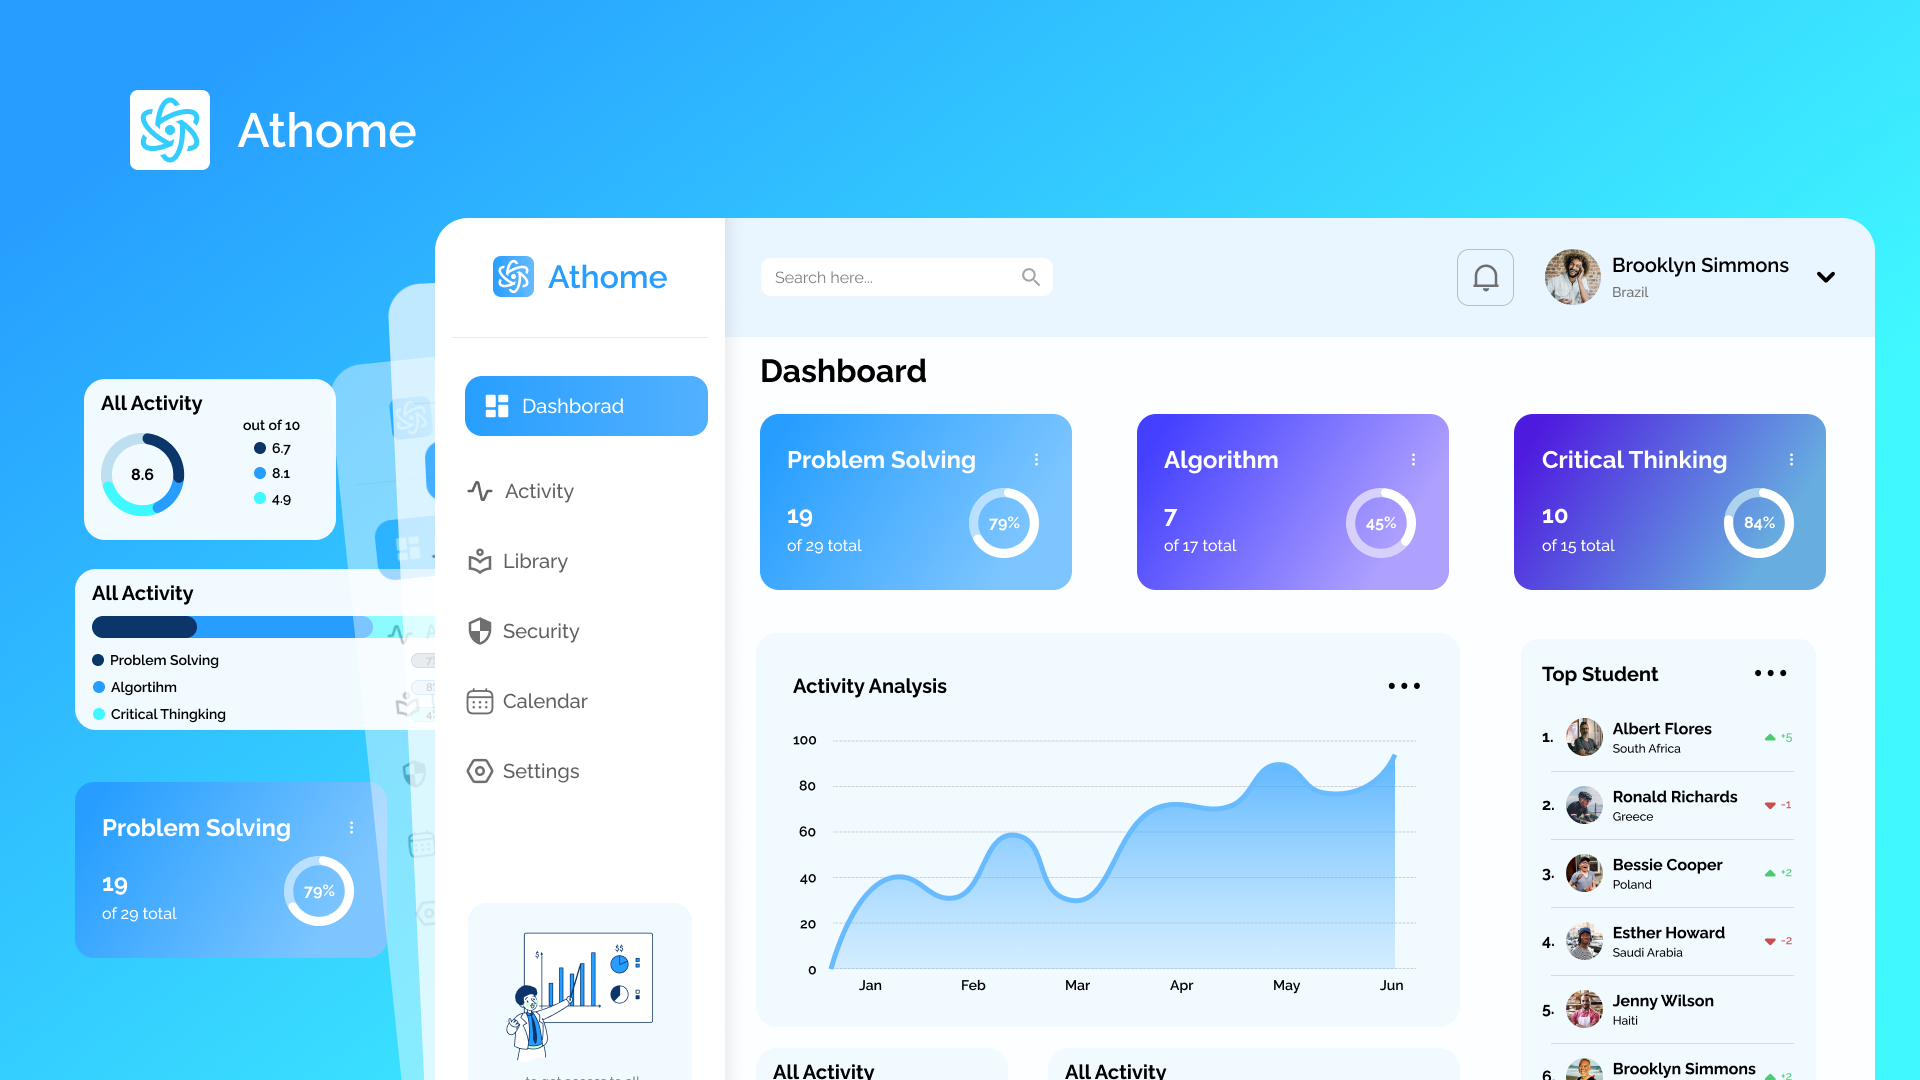 Athome
All Activity
out of 10
8.6
6.7
8.1
4.9
All Activity
Problem Solving
Algortihm
Critical Thingking
Problem Solving
19
of 29 total
79%
Athome
Dashborad
Activity
Library
Security
Calendar
Settings
$
$$
Search here...
Brooklyn Simmons
Brazil
Dashboard
Problem Solving
19
of 29 total
79%
Algorithm
7
of 17 total
45%
Critical Thinking
10
of 15 total
84%
Activity Analysis
100
80
60
40
20
0
Jan Feb Mar Apr May Jun
Top Student
1. Albert Flores +5
South Africa
2. Ronald Richards -1
Greece
3. Bessie Cooper +2
Poland
4. Esther Howard -2
Saudi Arabia
5. Jenny Wilson
Haiti
6. Brooklyn Simmons +2
All Activity
All Activity